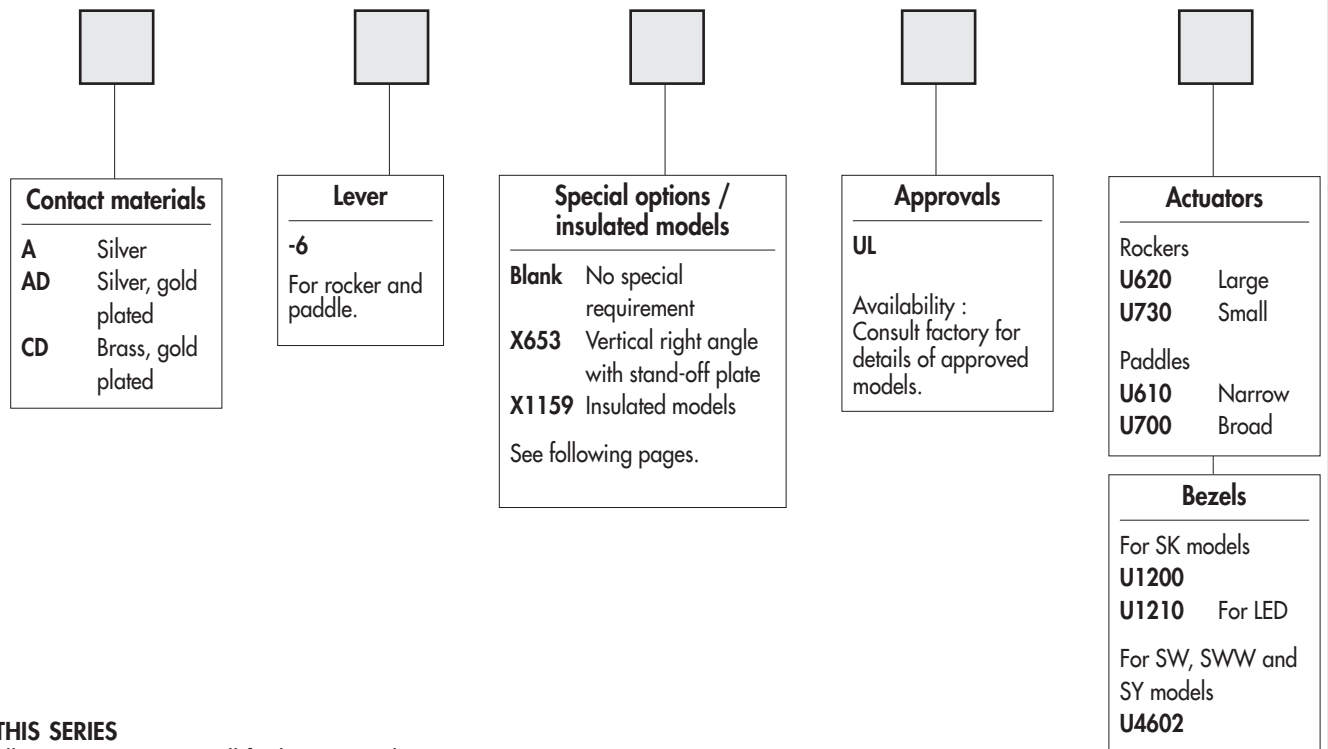 Contact materials
A Silver
AD Silver, gold
plated
CD Brass, gold
plated
Lever
-6
For rocker and
paddle.
Special options /
insulated models
Blank No special
requirement
X653 Vertical right angle
with stand-off plate
X1159 Insulated models
See following pages.
Approvals
UL
Availability :
Consult factory for
details of approved
models.
Actuators
Rockers
U620 Large
U730 Small
Paddles
U610 Narrow
U700 Broad
Bezels
For SK models
U1200
U1210 For LED
For SW, SWW and
SY models
U4602
THIS SERIES